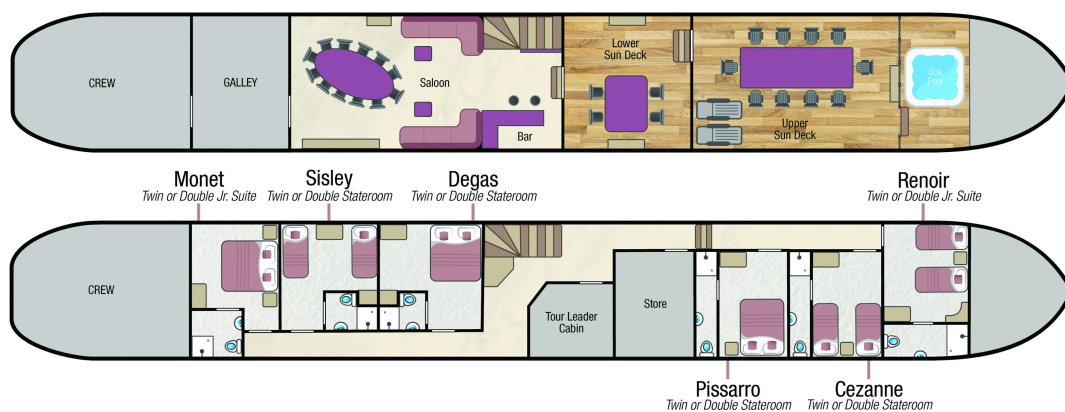 CREW
GALLEY
Saloon
Bar
Lower
Sun Deck
Upper
Sun Deck
Spa
Pool
Monet
Twin or Double Jr. Suite
Sisley
Twin or Double Stateroom
Degas
Twin or Double Stateroom
Renoir
Twin or Double Jr. Suite
CREW
Tour Leader
Cabin
Store
Pissarro
Twin or Double Stateroom
Cezanne
Twin or Double Stateroom